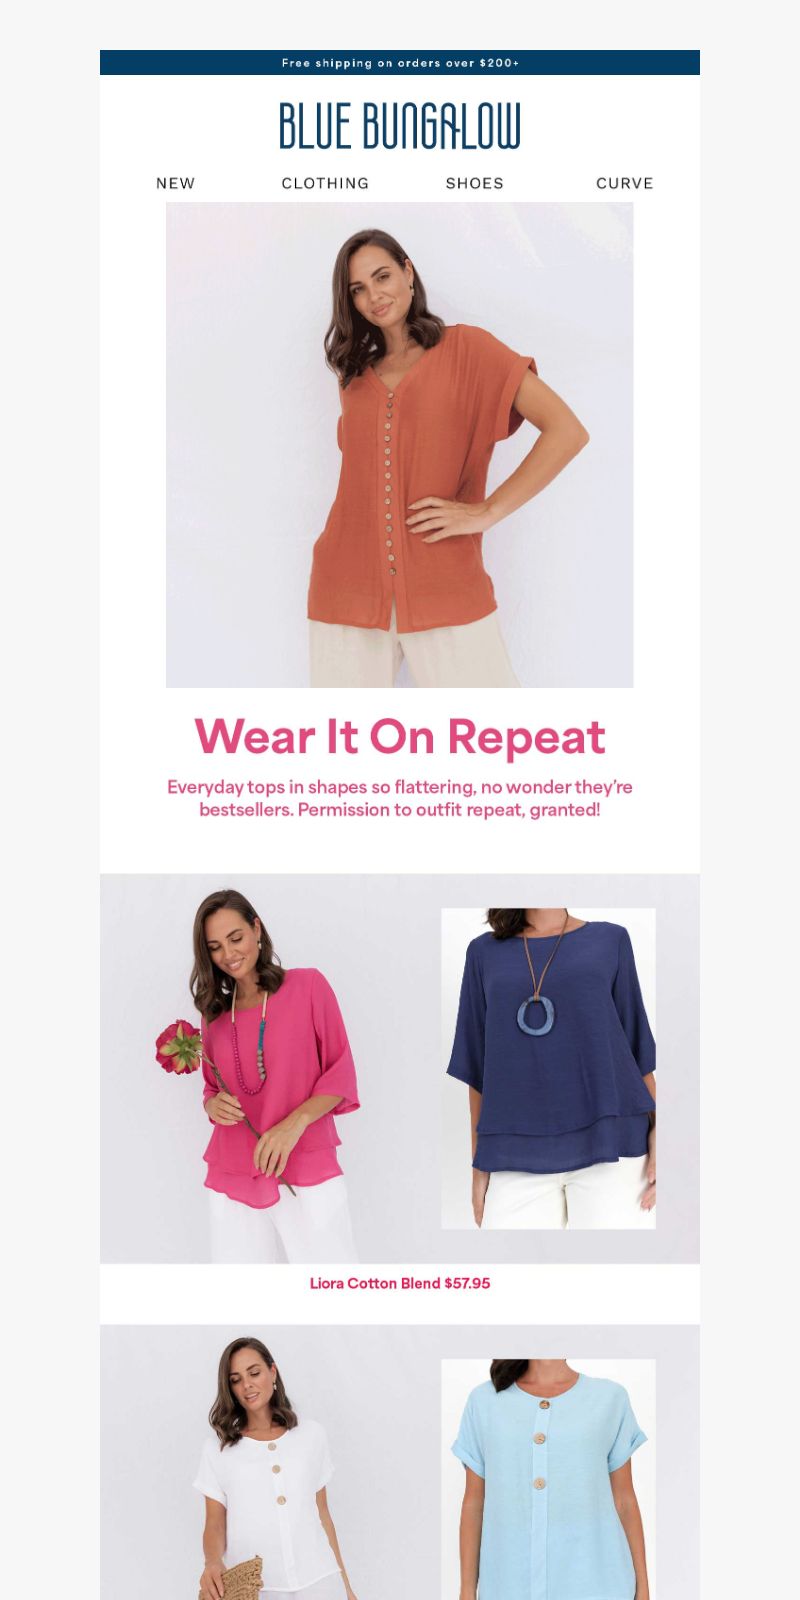 Free shipping on orders over $200+
BLUE BUNGALOW
NEW CLOTHING SHOES CURVE
Wear It On Repeat
Everyday tops in shapes so flattering, no wonder they’re
bestsellers. Permission to outfit repeat, granted!
Liora Cotton Blend $57.95